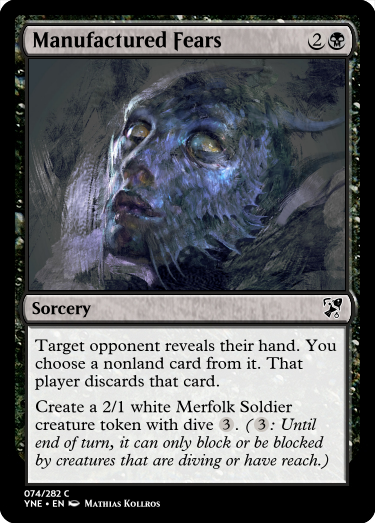 Manufactured Fears 2
Sorcery
Target opponent reveals their hand. You
choose a nonland card from it. That
player discards that card.
Create a 2/1 white Merfolk Soldier
creature token with dive 3. (3: Until
end of turn, it can only block or be blocked
by creatures that are diving or have reach.)
074/282 C
YNE • EN Mathias Kollros